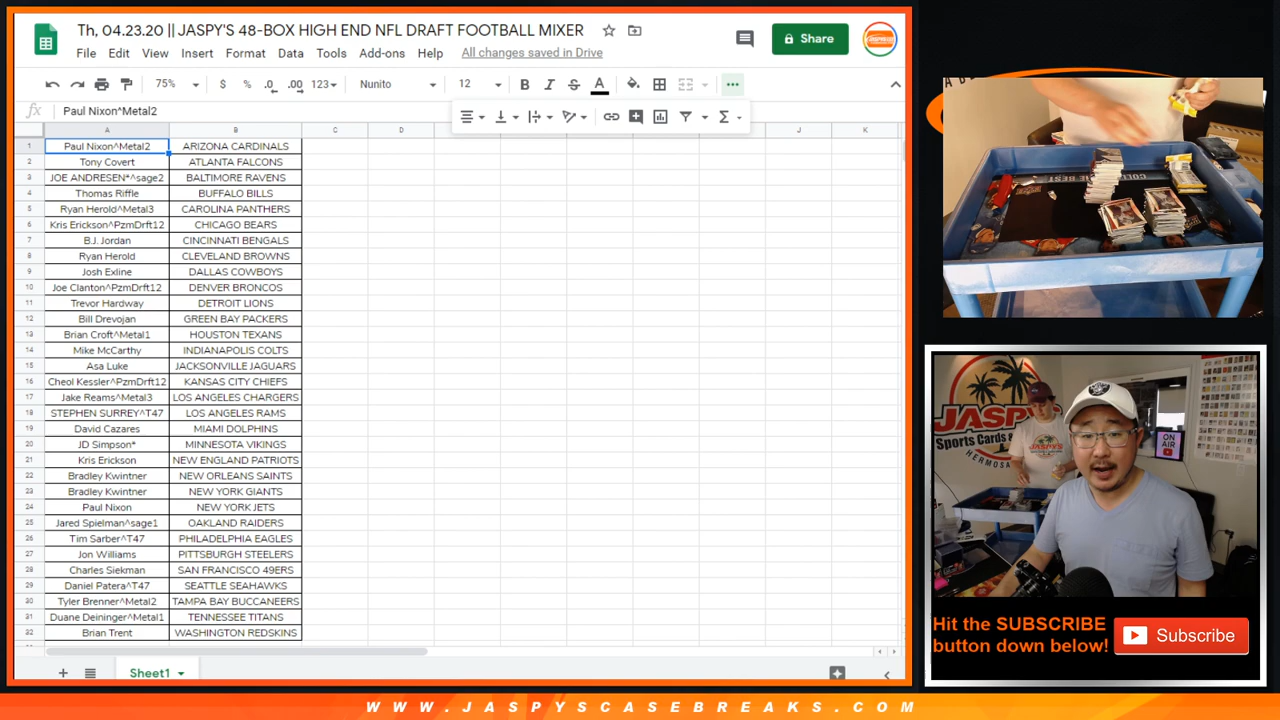 Th, 04.23.20 || JASPY'S 48-BOX HIGH END NFL DRAFT FOOTBALL MIXER
Share
File Edit View Insert Format Data Tools Add-ons Help All changes saved in Drive
75% $ % .0 .00 123 Nunito 12 B I S A
fx Paul Nixon^Metal2
A B C D J K
1 Paul Nixon^Metal2 ARIZONA CARDINALS
2 Tony Covert ATLANTA FALCONS
3 JOE ANDRESEN*^sage2 BALTIMORE RAVENS
4 Thomas Riffle BUFFALO BILLS
5 Ryan Herold^Metal3 CAROLINA PANTHERS
6 Kris Erickson^PzmDrft12 CHICAGO BEARS
7 B.J. Jordan CINCINNATI BENGALS
8 Ryan Herold CLEVELAND BROWNS
9 Josh Exline DALLAS COWBOYS
10 Joe Clanton^PzmDrft12 DENVER BRONCOS
11 Trevor Hardway DETROIT LIONS
12 Bill Drevojan GREEN BAY PACKERS
13 Brian Croft^Metal1 HOUSTON TEXANS
14 Mike McCarthy INDIANAPOLIS COLTS
15 Asa Luke JACKSONVILLE JAGUARS
16 Cheol Kessler^PzmDrft12 KANSAS CITY CHIEFS
17 Jake Reams^Metal3 LOS ANGELES CHARGERS
18 STEPHEN SURREY^T47 LOS ANGELES RAMS
19 David Cazares MIAMI DOLPHINS
20 JD Simpson* MINNESOTA VIKINGS
21 Kris Erickson NEW ENGLAND PATRIOTS
22 Bradley Kwintner NEW ORLEANS SAINTS
23 Bradley Kwintner NEW YORK GIANTS
24 Paul Nixon NEW YORK JETS
25 Jared Spielman^sage1 OAKLAND RAIDERS
26 Tim Sarber^T47 PHILADELPHIA EAGLES
27 Jon Williams PITTSBURGH STEELERS
28 Charles Siekman SAN FRANCISCO 49ERS
29 Daniel Patera^T47 SEATTLE SEAHAWKS
30 Tyler Brenner^Metal2 TAMPA BAY BUCCANEERS
31 Duane Deininger^Metal1 TENNESSEE TITANS
32 Brian Trent WASHINGTON REDSKINS
Sheet1
JASPY'S
Sports Cards &
HERMOSA
ON
AIR
Hit the SUBSCRIBE
button down below!
Subscribe
WWW.JASPYSCASEBREAKS.COM